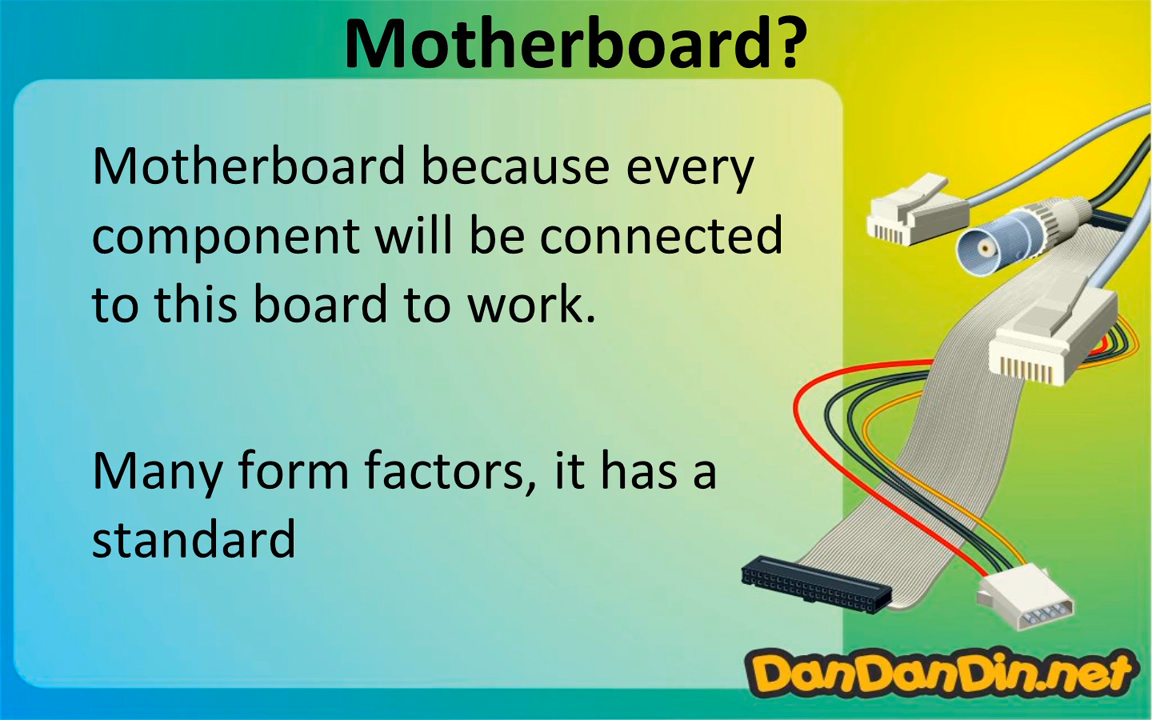 Motherboard?
Motherboard because every
component will be connected
to this board to work.
Many form factors, it has a
standard
DanDanDin.net